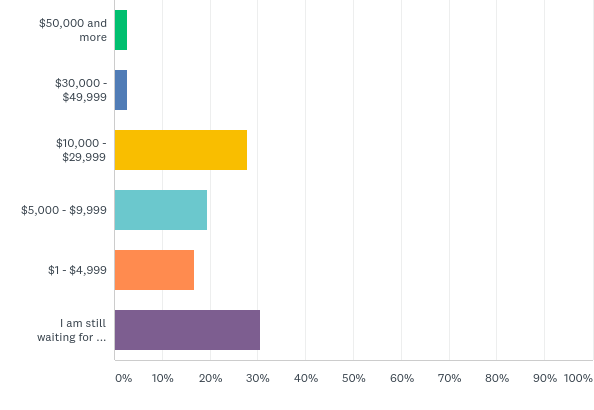 $50,000 and
more
$30,000 -
$49,999
$10,000 -
$29,999
$5,000 - $9,999
$1 - $4,999
I am still
waiting for ...
0% 10% 20% 30% 40% 50% 60% 70% 80% 90% 100%